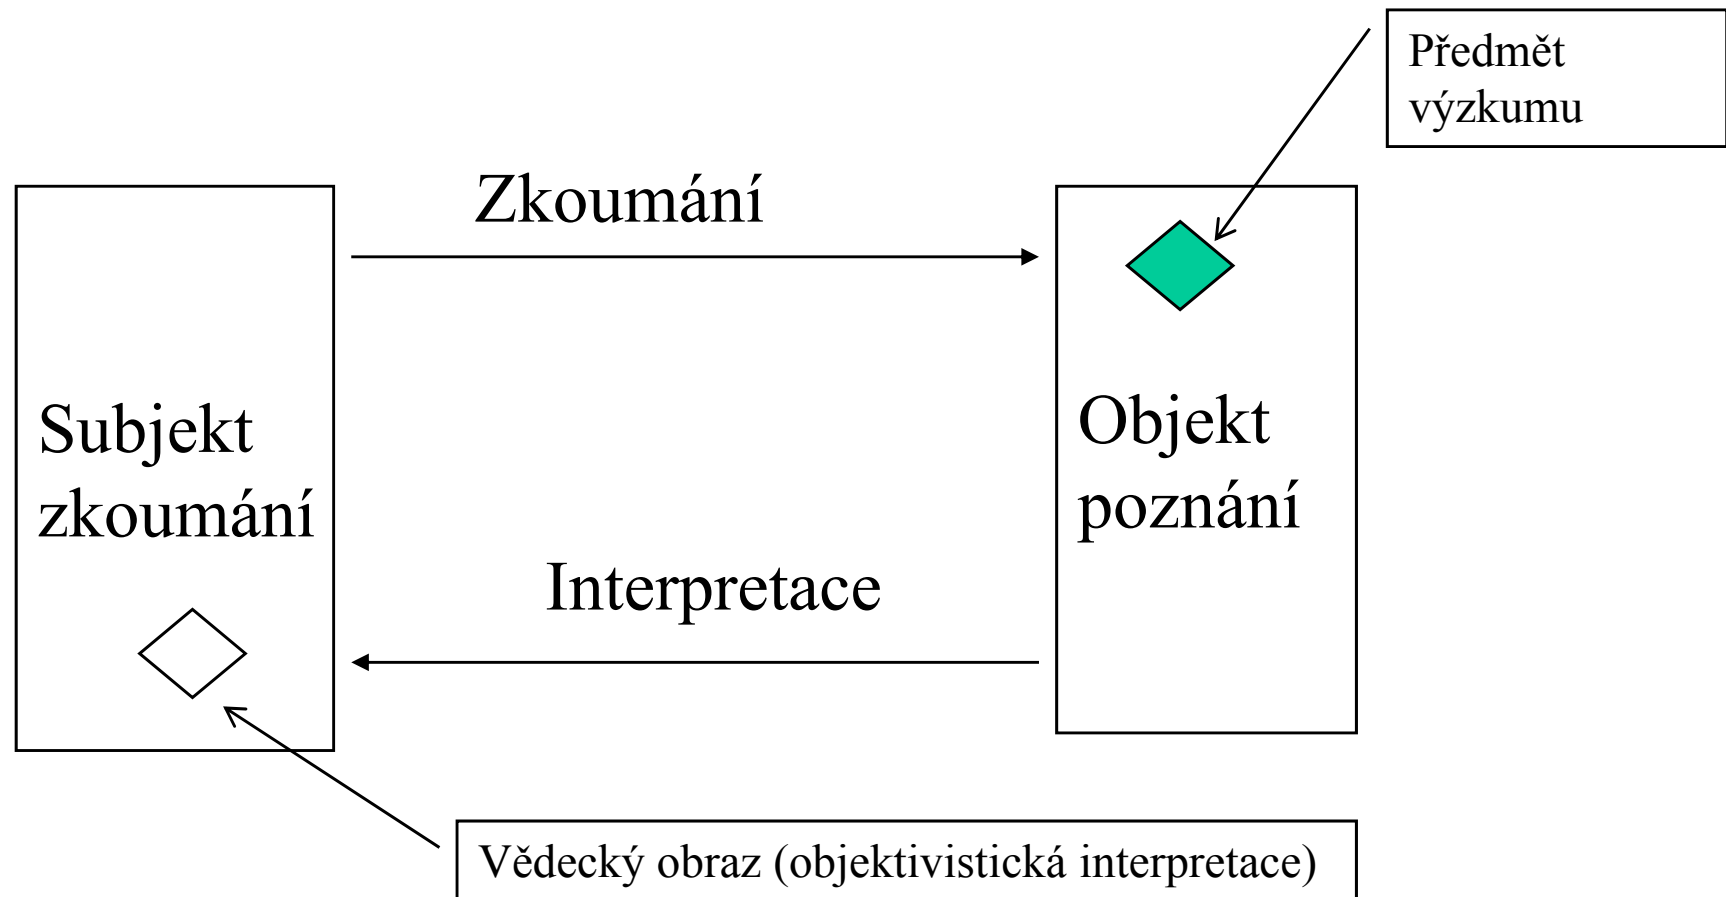 Předmět
výzkumu
Zkoumání
Subjekt
zkoumání
Objekt
poznání
Interpretace
Vědecký obraz (objektivistická interpretace)